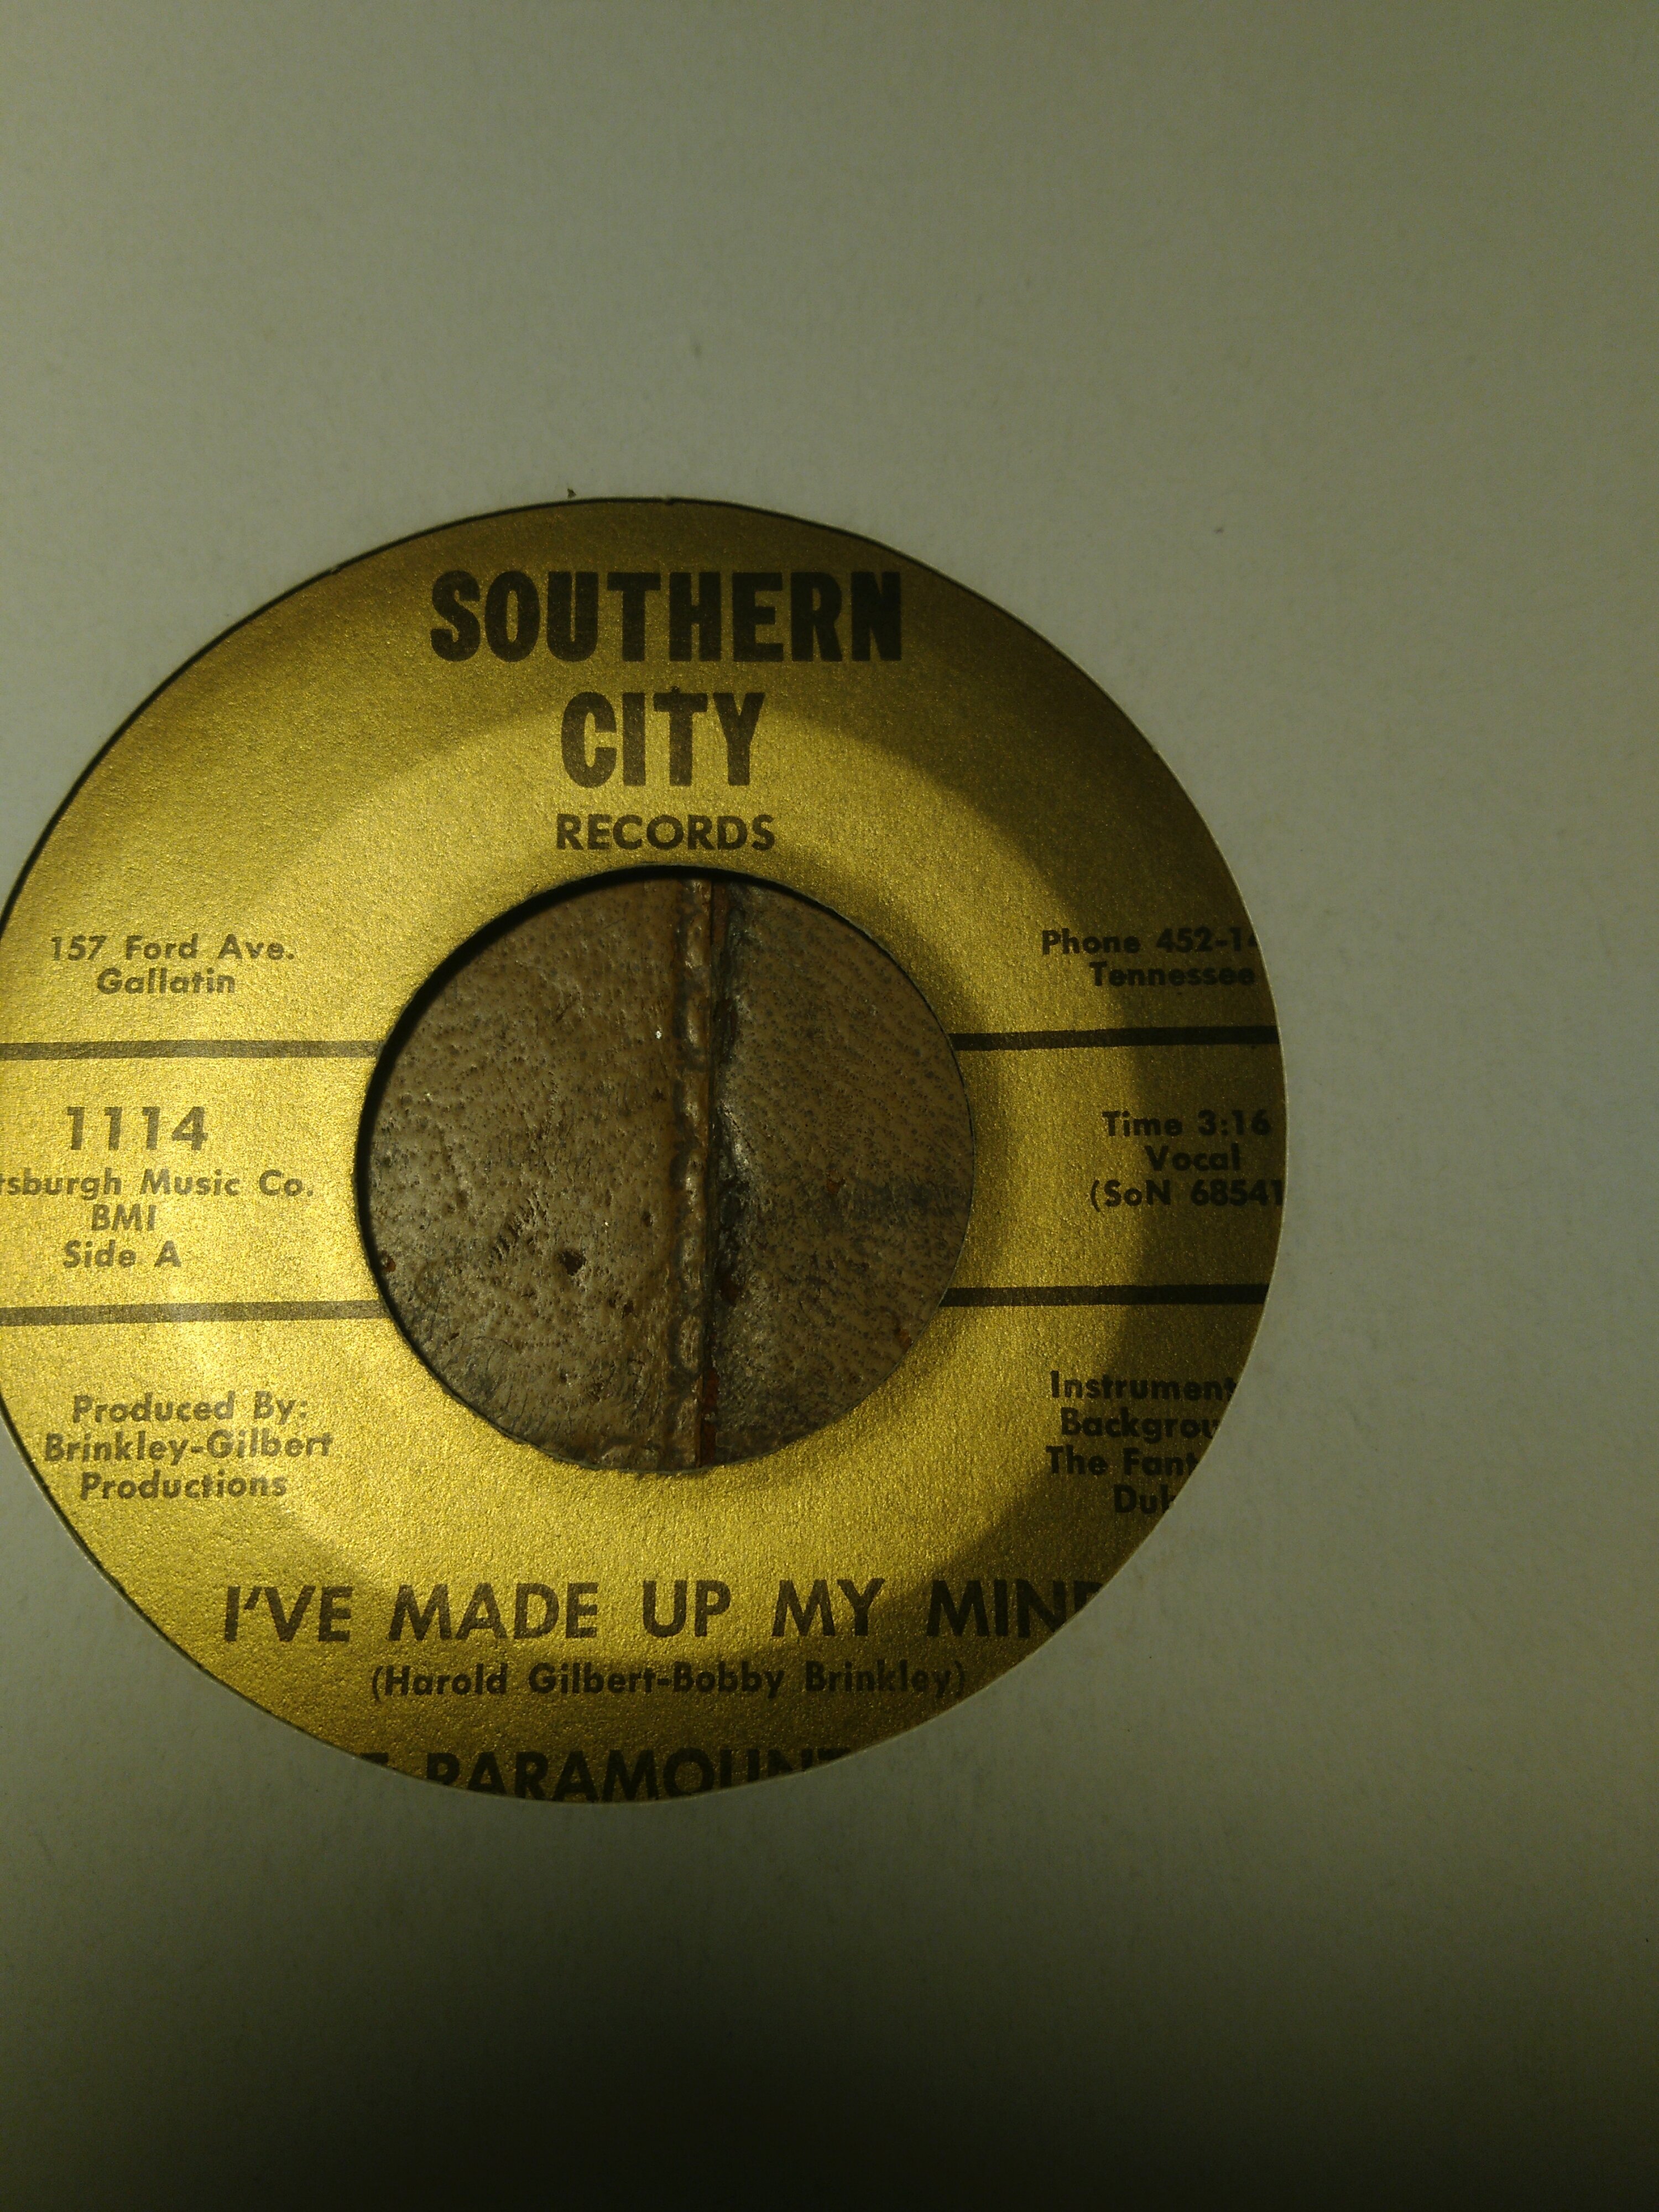 SOUTHERN
CITY
RECORDS
157 Ford Ave.
Gallatin
Phone 452-14
Tennessee
1114
tsburgh Music Co.
BMI
Side A
Time 3:16
Vocal
(SoN 68541
Produced By:
Brinkley-Gilbert
Productions
Instrument
Backgrou
The Fant
Du
I'VE MADE UP MY MIND
(Harold Gilbert-Bobby Brinkley)
PARAMOUNT